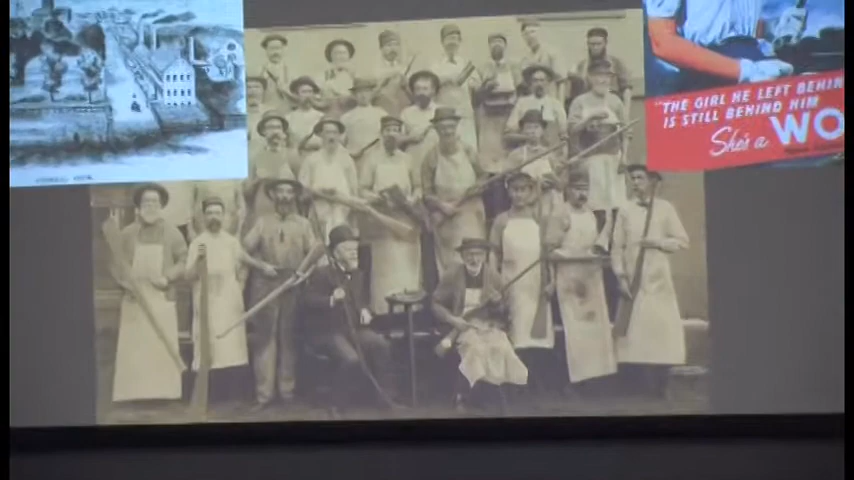 "THE GIRL HE LEFT BEHIN
IS STILL BEHIND HIM
She's a WO